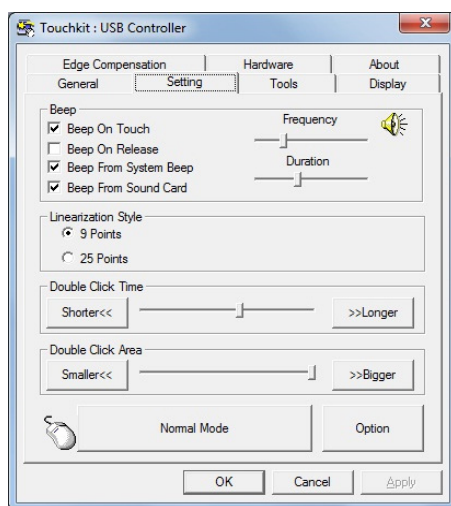 Touchkit : USB Controller
Edge Compensation Hardware About
General Setting Tools Display
Beep
Beep On Touch
Beep On Release
Beep From System Beep
Beep From Sound Card
Frequency
Duration
Linearization Style
9 Points
25 Points
Double Click Time
Shorter<< >>Longer
Double Click Area
Smaller<< >>Bigger
Normal Mode Option
OK Cancel Apply